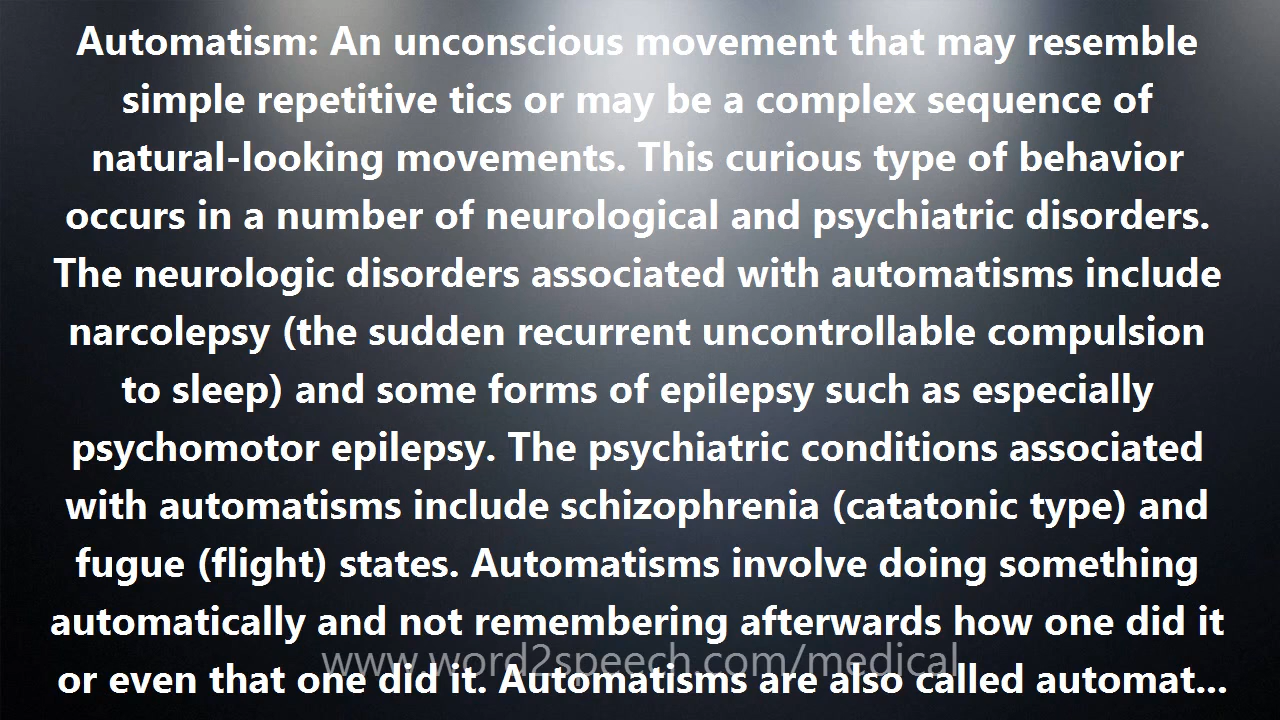 Automatism: An unconscious movement that may resemble
simple repetitive tics or may be a complex sequence of
natural-looking movements. This curious type of behavior
occurs in a number of neurological and psychiatric disorders.
The neurologic disorders associated with automatisms include
narcolepsy (the sudden recurrent uncontrollable compulsion
to sleep) and some forms of epilepsy such as especially
psychomotor epilepsy. The psychiatric conditions associated
with automatisms include schizophrenia (catatonic type) and
fugue (flight) states. Automatisms involve doing something
automatically and not remembering afterwards how one did it
www.word2speech.com/medical
or even that one did it. Automatisms are also called automat...